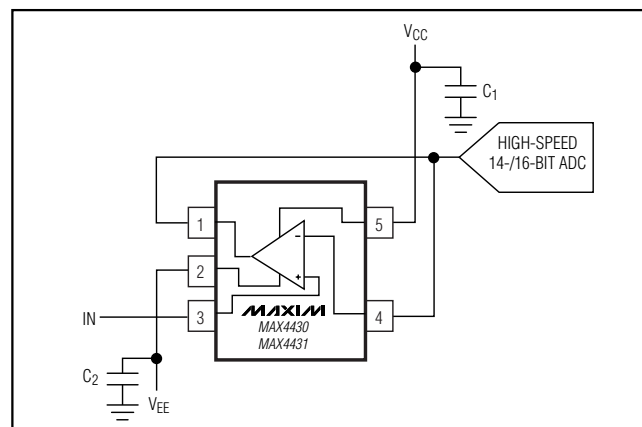 VCC
C1
HIGH-SPEED
14-/16-BIT ADC
1
5
-
2
+
IN
3
MAXIM
4
MAX4430
MAX4431
C2
VEE